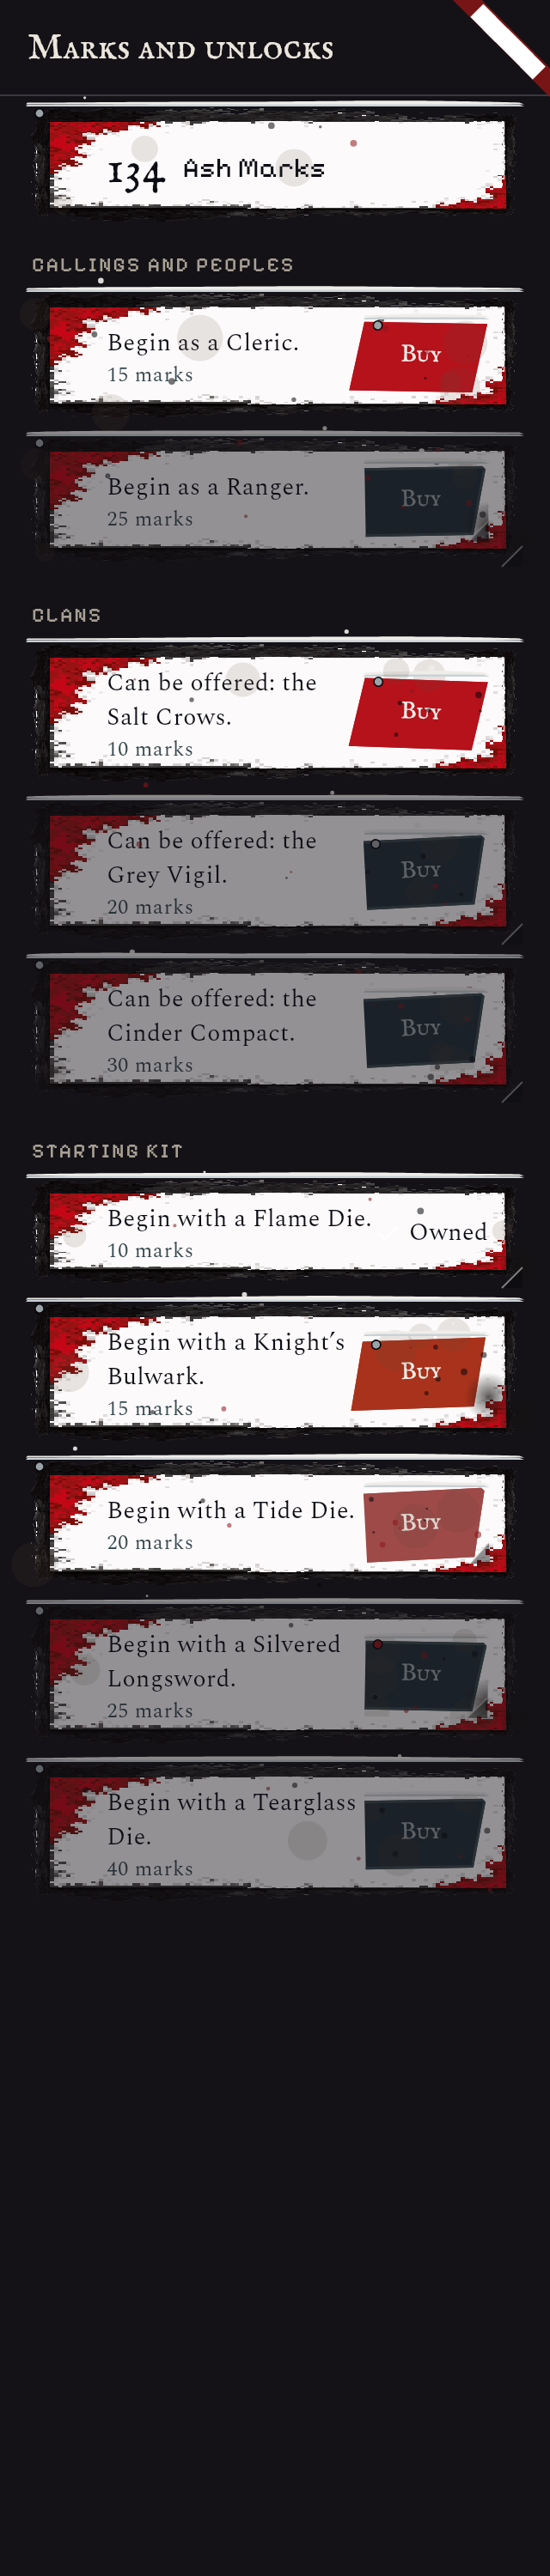 Marks and unlocks
134 Ash Marks
CALLINGS AND PEOPLES
Begin as a Cleric.
15 marks
Buy
Begin as a Ranger.
25 marks
Buy
CLANS
Can be offered: the
Salt Crows.
10 marks
Buy
Can be offered: the
Grey Vigil.
20 marks
Buy
Can be offered: the
Cinder Compact.
30 marks
Buy
STARTING KIT
Begin with a Flame Die.
10 marks
Owned
Begin with a Knight’s
Bulwark.
15 marks
Buy
Begin with a Tide Die.
20 marks
Buy
Begin with a Silvered
Longsword.
25 marks
Buy
Begin with a Tearglass
Die.
40 marks
Buy